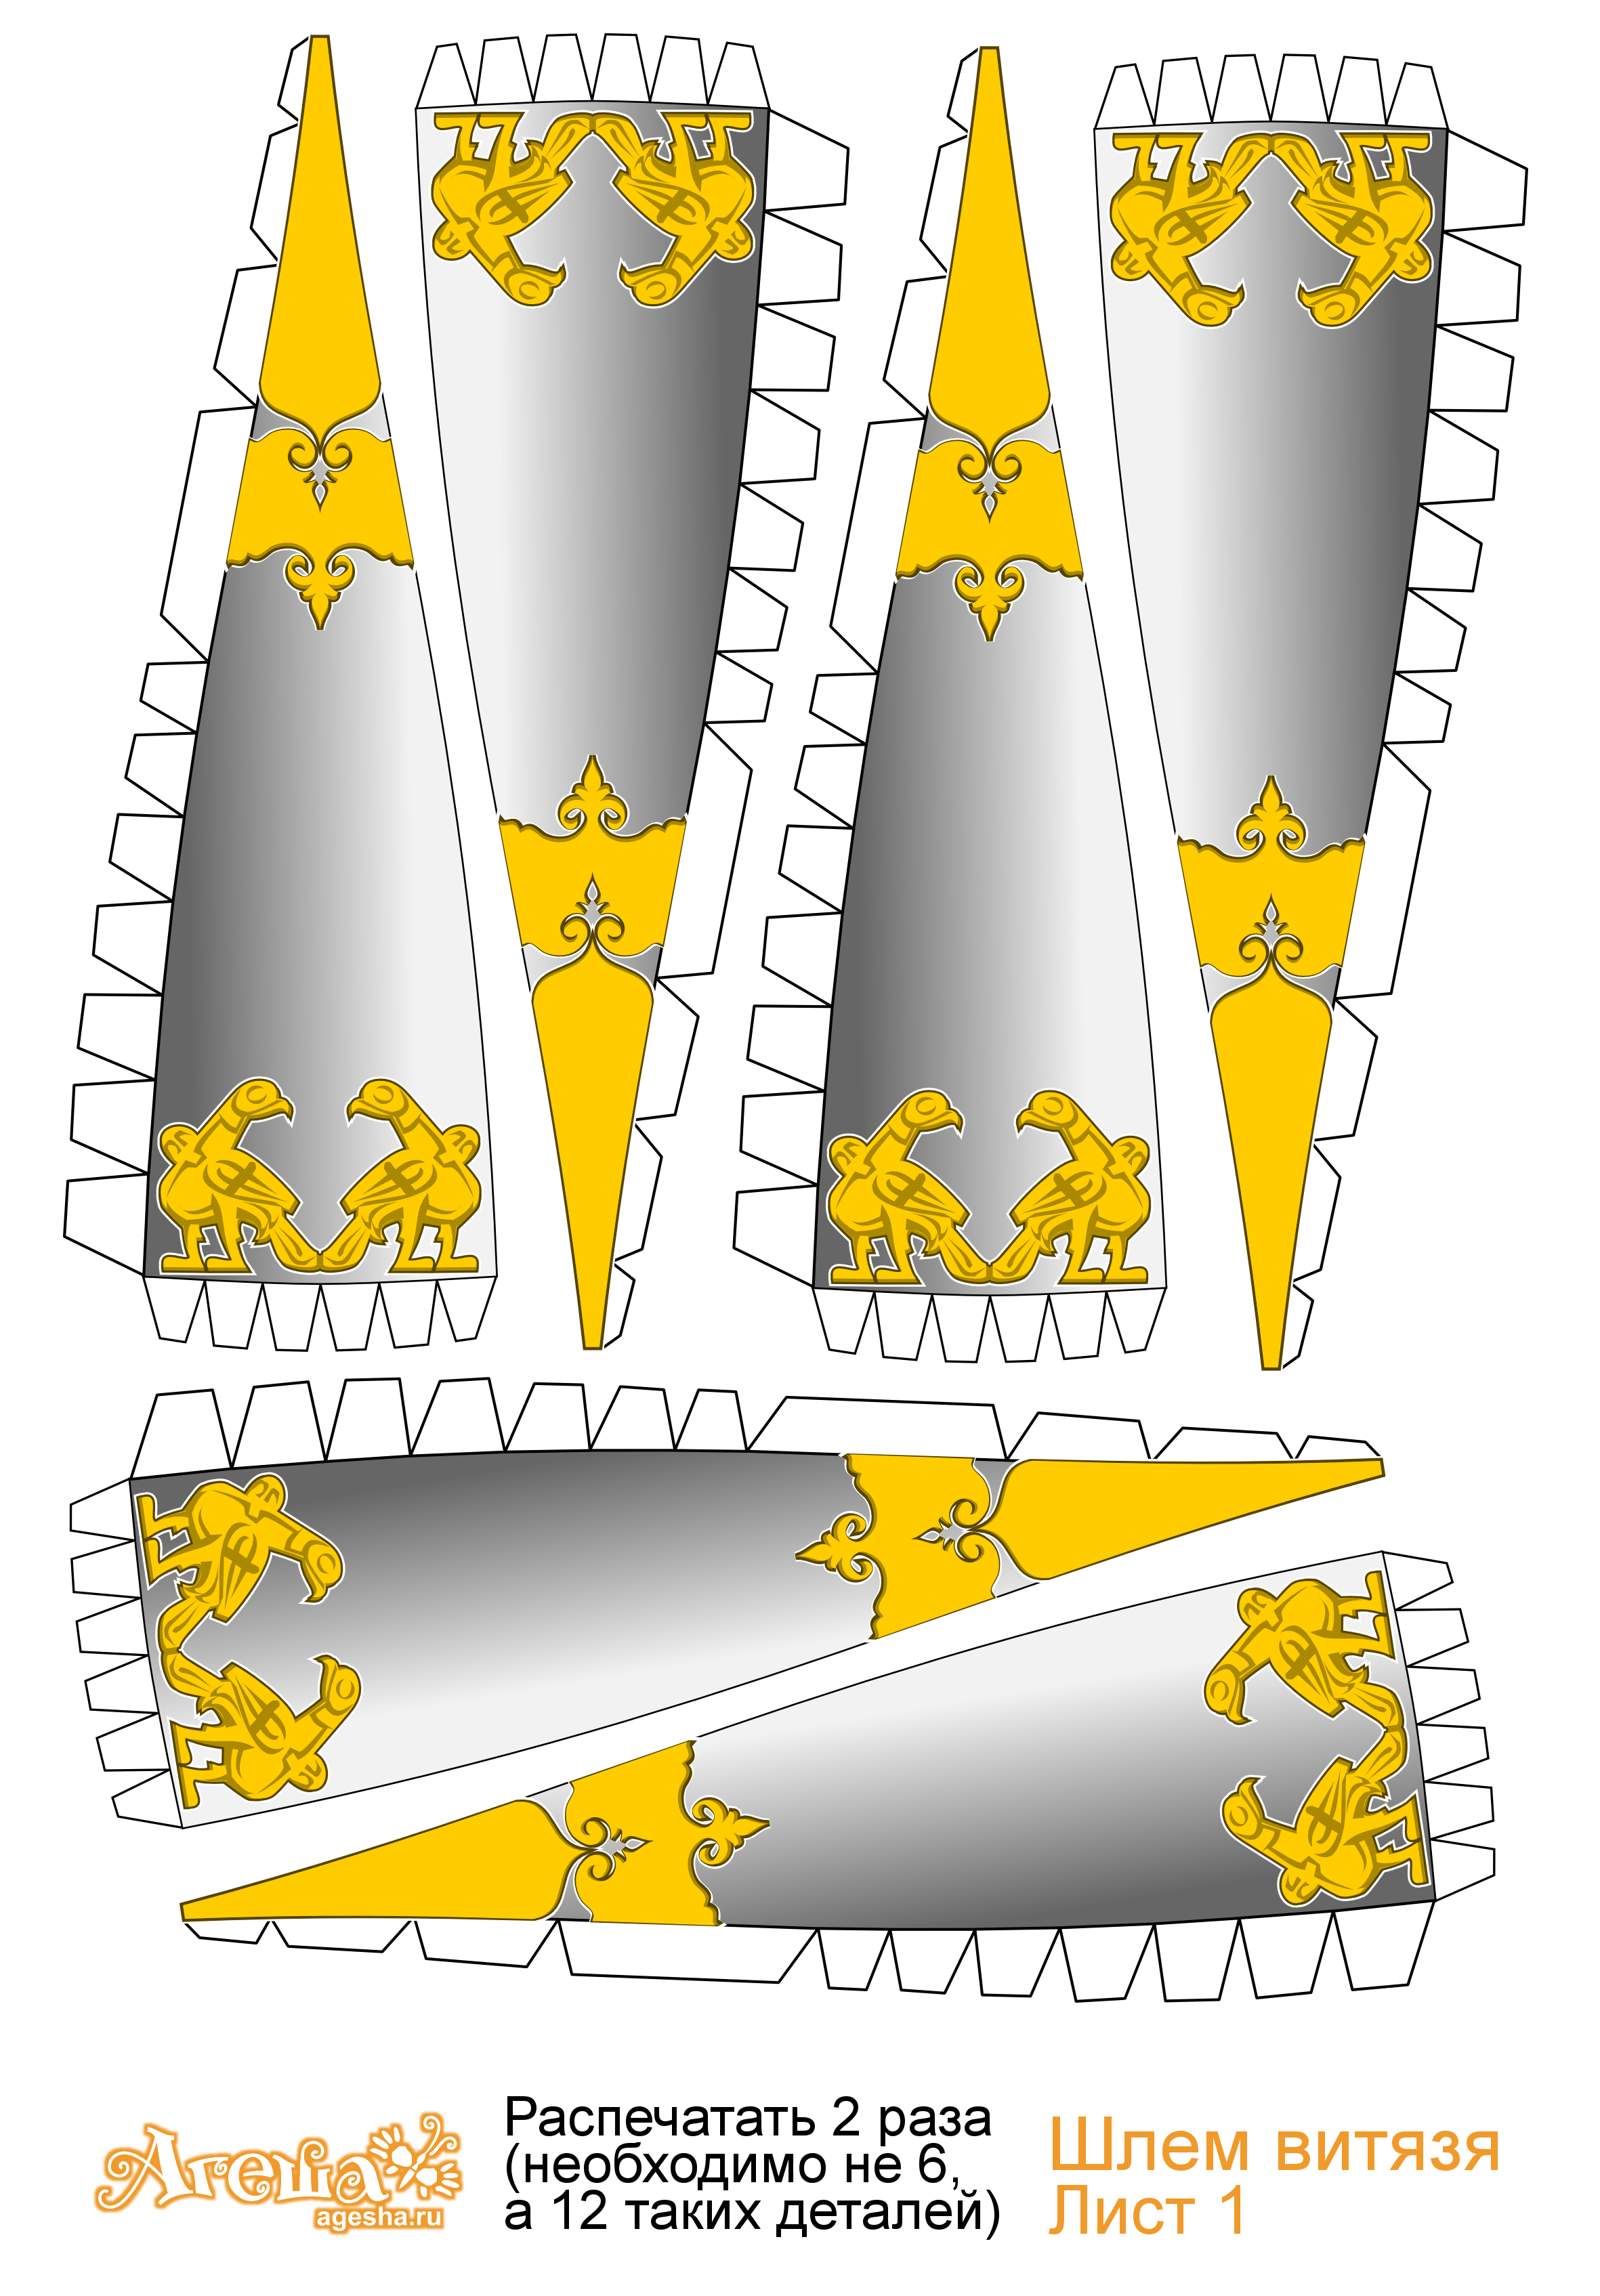 Агеша
agesha.ru
Распечатать 2 раза
(необходимо не 6,
а 12 таких деталей)
Шлем витязя
Лист 1